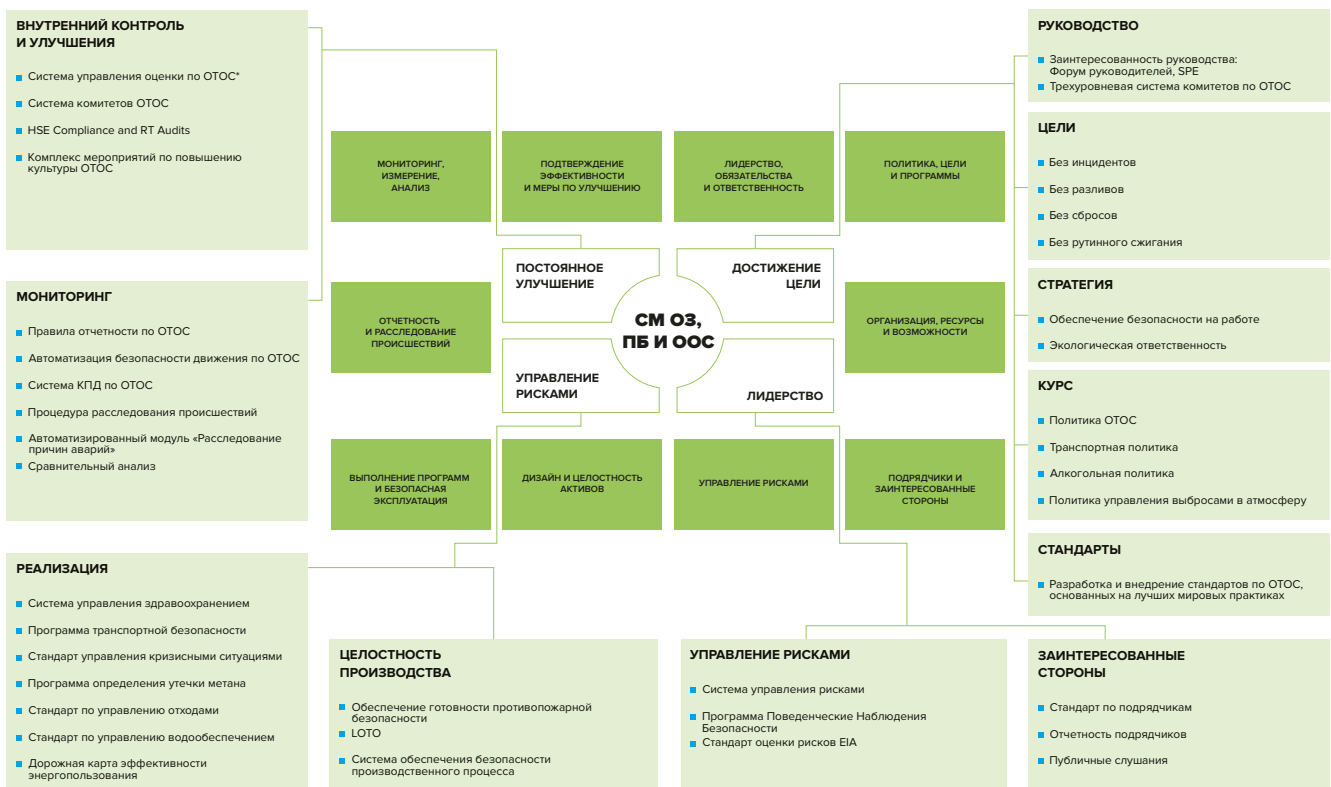 ВНУТРЕННИЙ КОНТРОЛЬ
И УЛУЧШЕНИЯ
Система управления оценки по ОТОС*
Система комитетов ОТОС
HSE Compliance and RT Audits
Комплекс мероприятий по повышению
культуры ОТОС
МОНИТОРИНГ
Правила отчетности по ОТОС
Автоматизация безопасности движения по ОТОС
Система КПД по ОТОС
Процедура расследования происшествий
Автоматизированный модуль «Расследование
причин аварий»
Сравнительный анализ
РЕАЛИЗАЦИЯ
Система управления здравоохранением
Программа транспортной безопасности
Стандарт управления кризисными ситуациями
Программа определения утечки метана
Стандарт по управлению отходами
Стандарт по управлению водообеспечением
Дорожная карта эффективности
энергопользования
МОНИТОРИНГ,
ИЗМЕРЕНИЕ,
АНАЛИЗ
ПОДТВЕРЖДЕНИЕ
ЭФФЕКТИВНОСТИ
И МЕРЫ ПО УЛУЧШЕНИЮ
ЛИДЕРСТВО,
ОБЯЗАТЕЛЬСТВА
И ОТВЕТСТВЕННОСТЬ
ПОЛИТИКА, ЦЕЛИ
И ПРОГРАММЫ
ОТЧЕТНОСТЬ
И РАССЛЕДОВАНИЕ
ПРОИСШЕСТВИЙ
ПОСТОЯННОЕ
УЛУЧШЕНИЕ
ДОСТИЖЕНИЕ
ЦЕЛИ
СМ ОЗ,
ПБ И ООС
УПРАВЛЕНИЕ
РИСКАМИ
ЛИДЕРСТВО
ОРГАНИЗАЦИЯ, РЕСУРСЫ
И ВОЗМОЖНОСТИ
ВЫПОЛНЕНИЕ ПРОГРАММ
И БЕЗОПАСНАЯ
ЭКСПЛУАТАЦИЯ
ДИЗАЙН И ЦЕЛОСТНОСТЬ
АКТИВОВ
УПРАВЛЕНИЕ РИСКАМИ
ПОДРЯДЧИКИ И
ЗАИНТЕРЕСОВАННЫЕ
СТОРОНЫ
ЦЕЛОСТНОСТЬ
ПРОИЗВОДСТВА
Обеспечение готовности противопожарной
безопасности
LOTO
Система обеспечения безопасности
производственного процесса
УПРАВЛЕНИЕ РИСКАМИ
Система управления рисками
Программа Поведенческие Наблюдения
Безопасности
Стандарт оценки рисков EIA
РУКОВОДСТВО
Заинтересованность руководства:
Форум руководителей, SPE
Трехуровневая система комитетов по ОТОС
ЦЕЛИ
Без инцидентов
Без разливов
Без сбросов
Без рутинного сжигания
СТРАТЕГИЯ
Обеспечение безопасности на работе
Экологическая ответственность
КУРС
Политика ОТОС
Транспортная политика
Алкогольная политика
Политика управления выбросами в атмосферу
СТАНДАРТЫ
Разработка и внедрение стандартов по ОТОС,
основанных на лучших мировых практиках
ЗАИНТЕРЕСОВАННЫЕ
СТОРОНЫ
Стандарт по подрядчикам
Отчетность подрядчиков
Публичные слушания